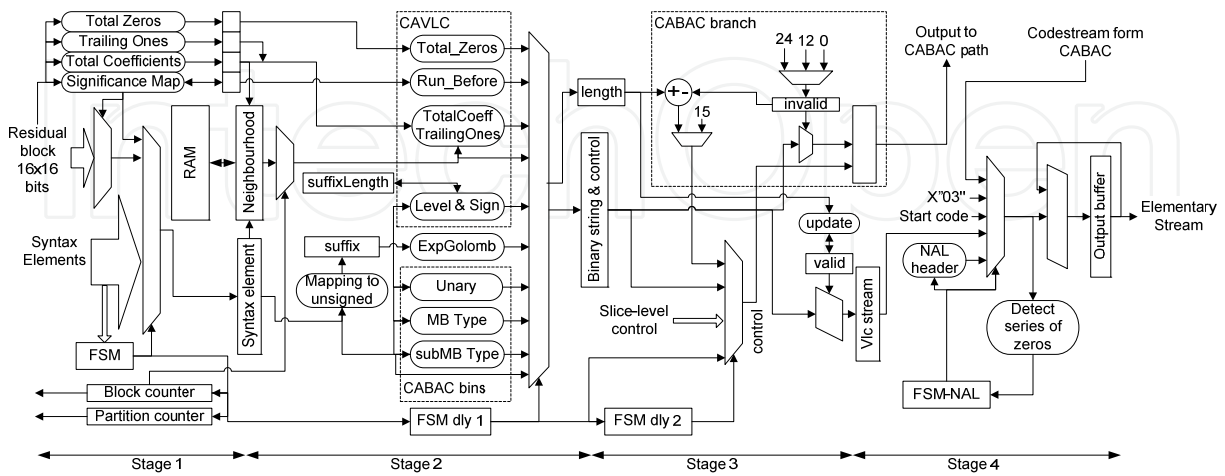 Total Zeros
Trailing Ones
Total Coefficients
Significance Map
Residual
block
16x16
bits
Syntax
Elements
FSM
Block counter
Partition counter
RAM
Neighbourhood
Syntax element
CAVLC
Total_Zeros
Run_Before
TotalCoeff
TrailingOnes
suffixLength
Level & Sign
suffix
ExpGolomb
Mapping to
unsigned
Unary
MB Type
subMB Type
CABAC bins
FSM dly 1
FSM dly 2
length
Binary string & control
Slice-level
control
CABAC branch
24 12 0
+-
15
invalid
update
valid
control
Vlc stream
Output to
CABAC path
Codestream form
CABAC
X"03"
Start code
NAL
header
Output buffer
Elementary
Stream
Detect
series of
zeros
FSM-NAL
Stage 1
Stage 2
Stage 3
Stage 4
InTechOpen